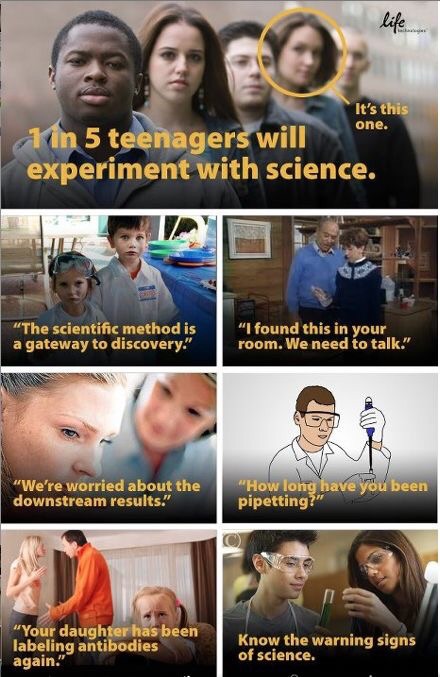 life
technologies
It's this
one.
1 in 5 teenagers will
experiment with science.
"The scientific method is
a gateway to discovery."
"I found this in your
room. We need to talk."
"We're worried about the
downstream results."
"How long have you been
pipetting?"
"Your daughter has been
labeling antibodies
again."
Know the warning signs
of science.